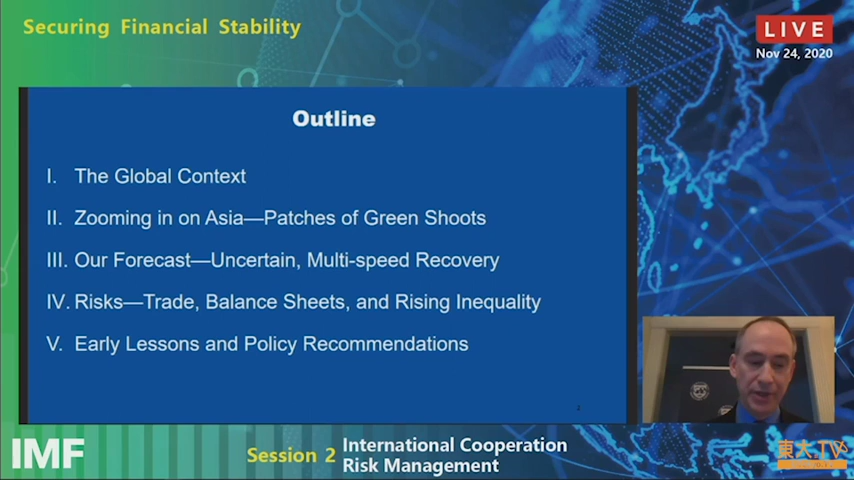 Securing Financial Stability
LIVE
Nov 24, 2020
Outline
I. The Global Context
II. Zooming in on Asia—Patches of Green Shoots
III. Our Forecast—Uncertain, Multi-speed Recovery
IV. Risks—Trade, Balance Sheets, and Rising Inequality
V. Early Lessons and Policy Recommendations
2
IMF
Session 2
International Cooperation
Risk Management
東大TV